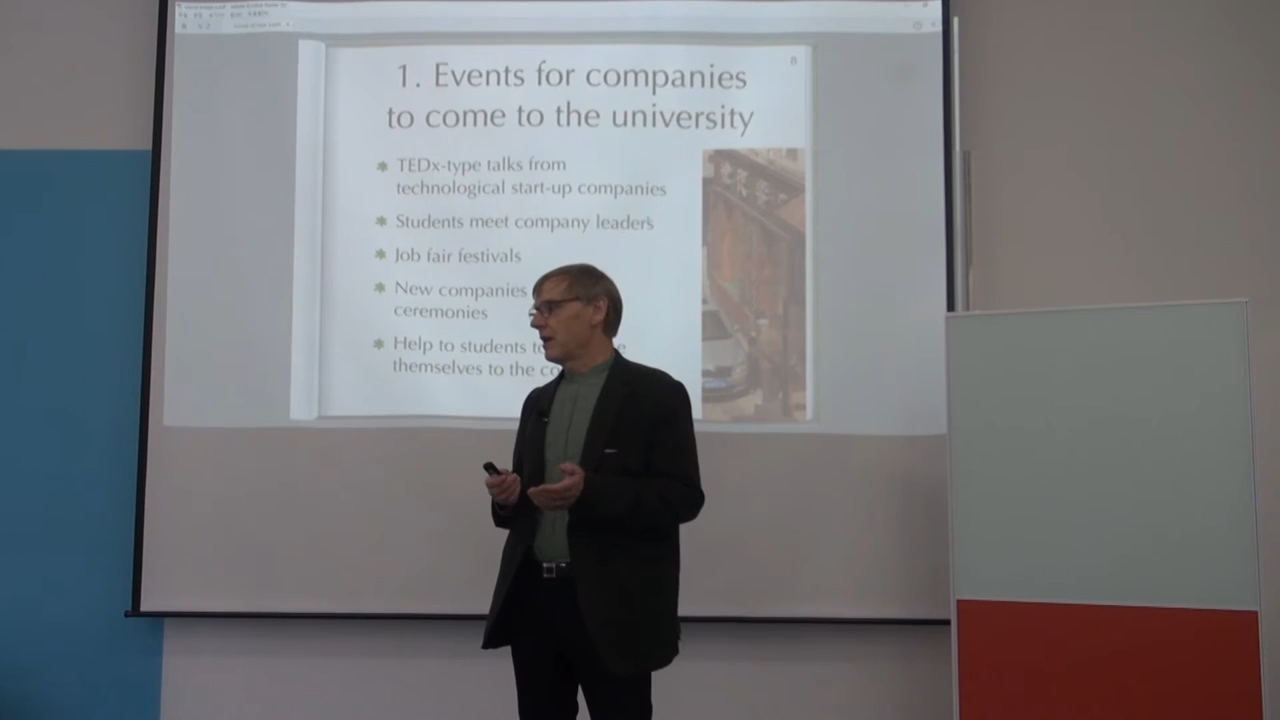 8
1. Events for companies
to come to the university
TEDx-type talks from
technological start-up companies
Students meet company leaders
Job fair festivals
New companies
ceremonies
Help to students
themselves to the